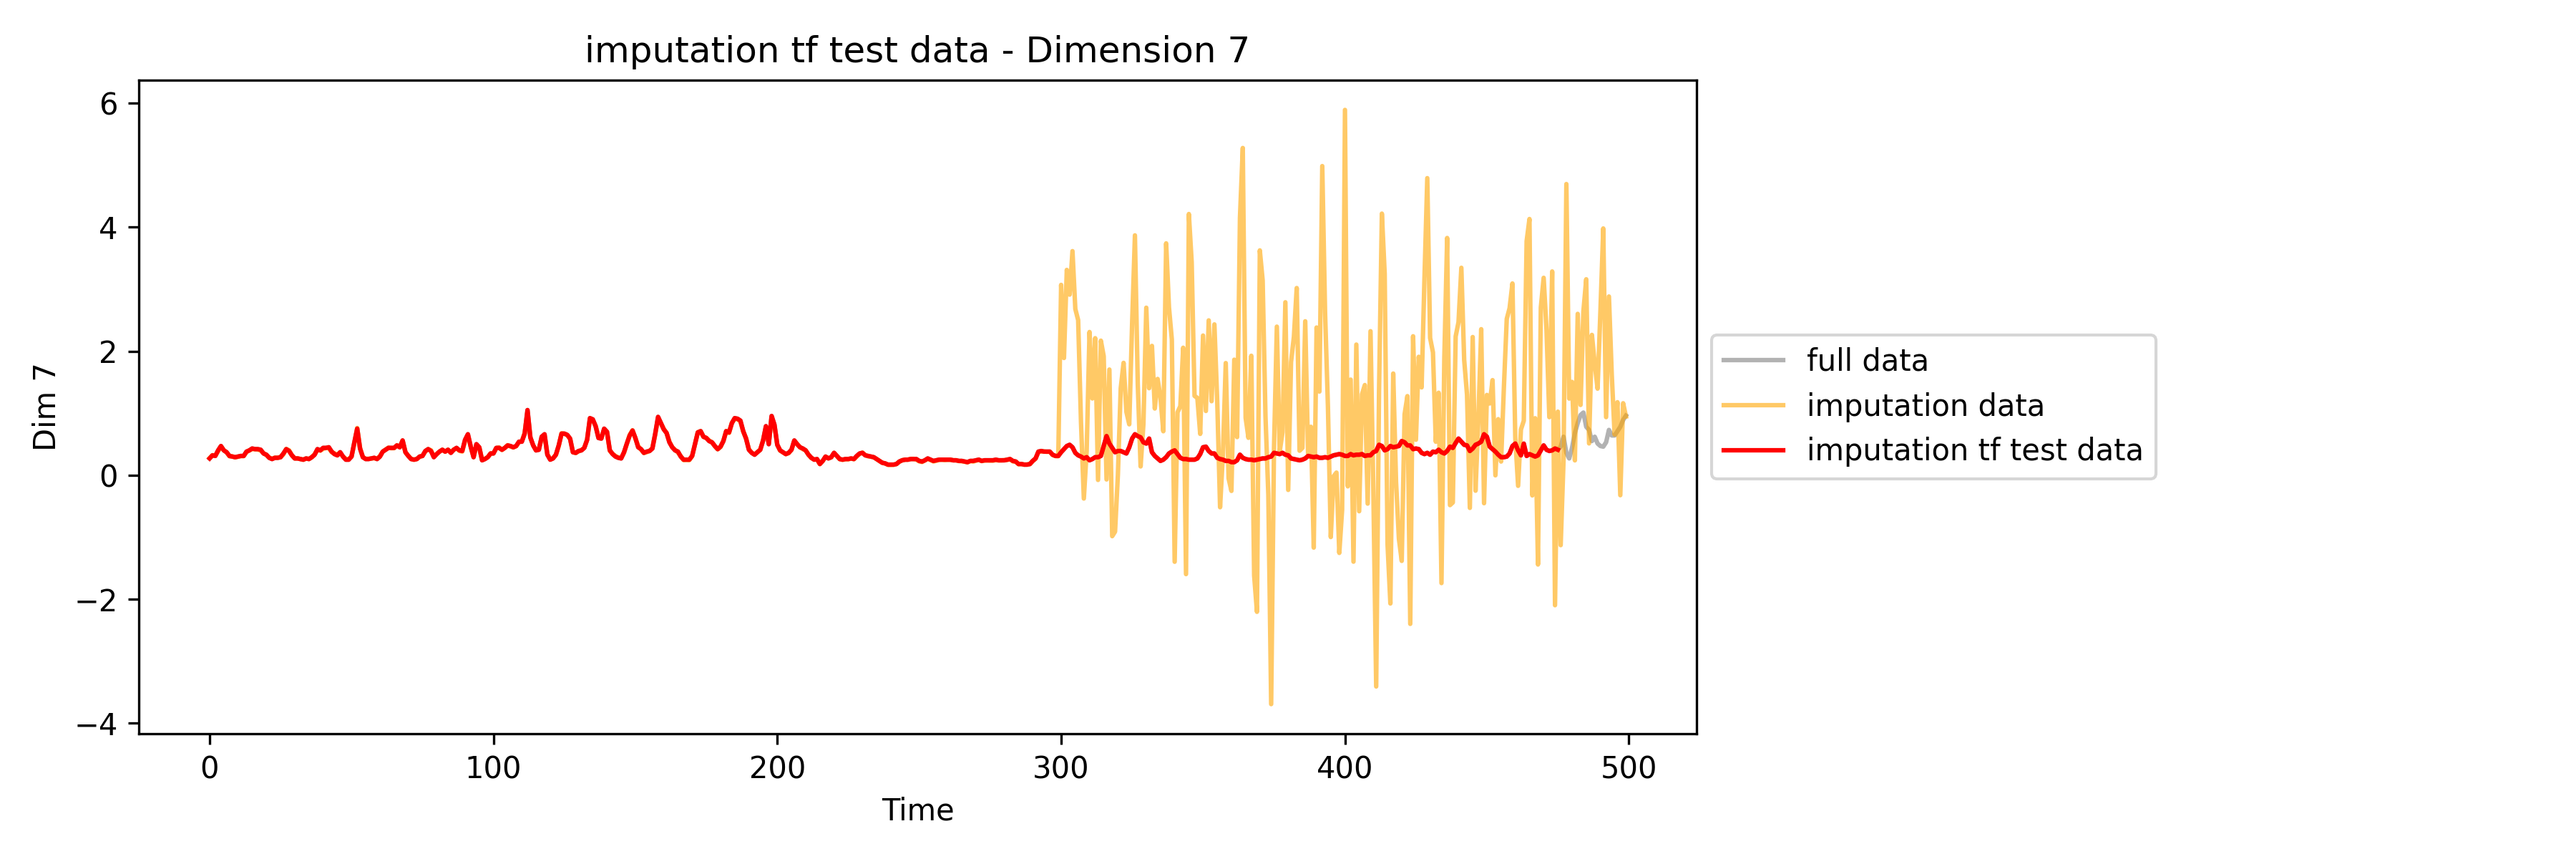 imputation tf test data - Dimension 7
Dim 7
6
4
2
0
−2
−4
0 100 200 300 400 500
Time
full data
imputation data
imputation tf test data